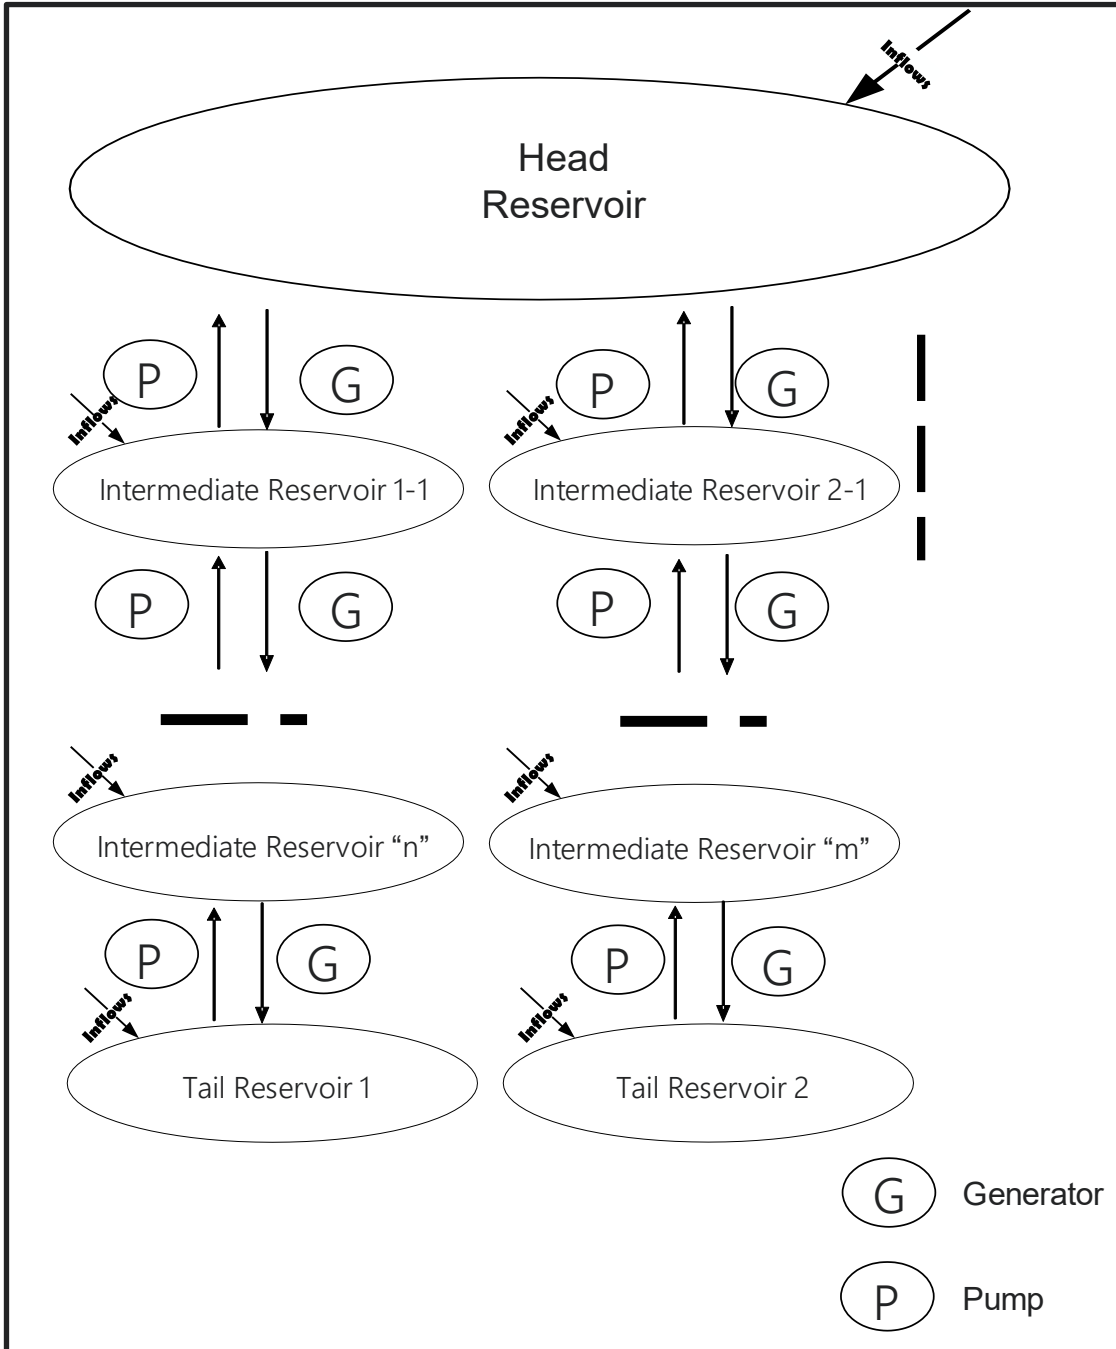 Inflows
Head
Reservoir
P
G
P
G
Inflows
Inflows
Intermediate Reservoir 1-1
Intermediate Reservoir 2-1
P
G
P
G
Inflows
Inflows
Intermediate Reservoir “n”
Intermediate Reservoir “m”
P
G
P
G
Inflows
Inflows
Tail Reservoir 1
Tail Reservoir 2
G Generator
P Pump